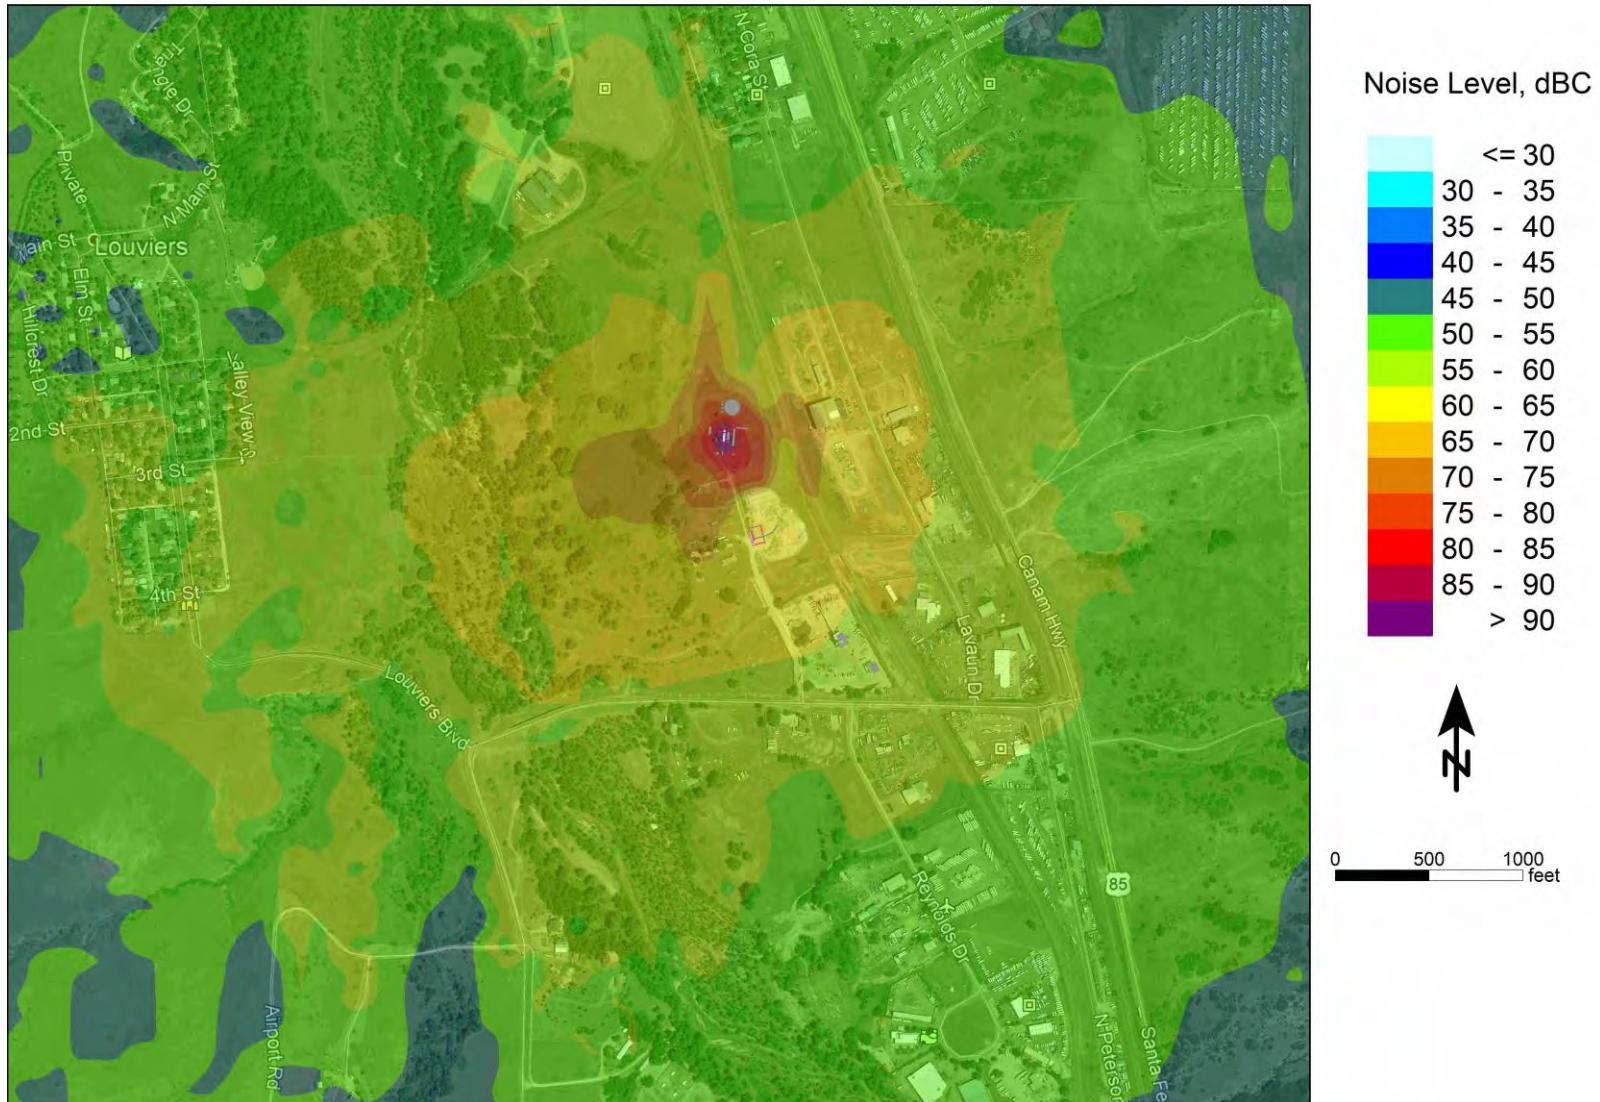 N Cora St
Triangle Dr
Private
N Main St
Louviers
Elm St
Hillcrest Dr
Valley View S
2nd St
3rd St
4th St
Louviers Blvd
Canam Hwy
Lavaun Dr
85
Reynolds Dr
Airport Rd
N Peterson
Santa Fe
Noise Level, dBC
<= 30
30 - 35
35 - 40
40 - 45
45 - 50
50 - 55
55 - 60
60 - 65
65 - 70
70 - 75
75 - 80
80 - 85
85 - 90
> 90
N
0 500 1000
feet